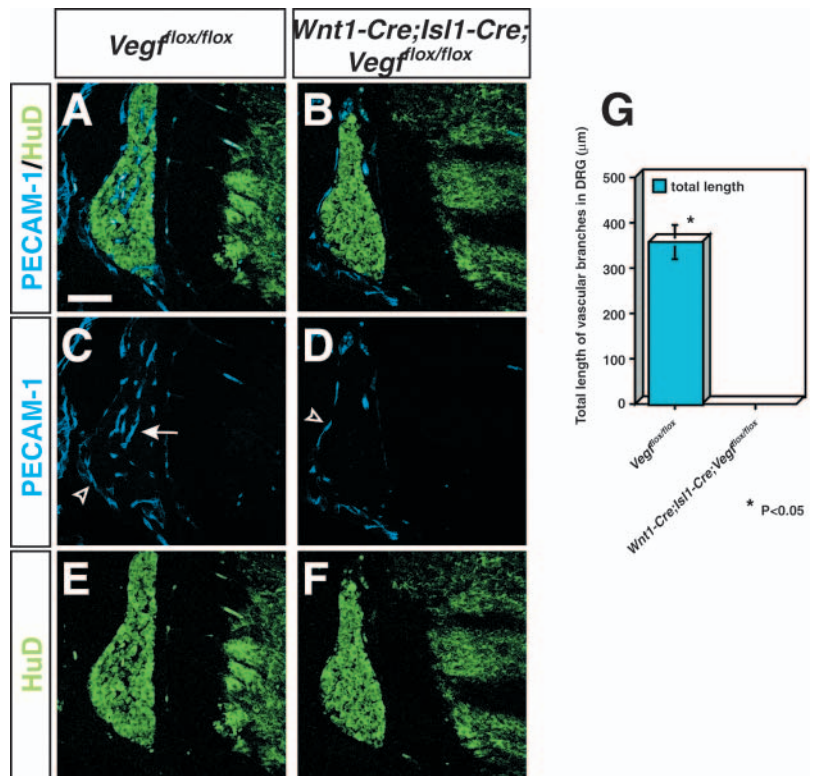 Vegf flox/flox
Wnt1-Cre;Isl1-Cre;
Vegf flox/flox
PECAM-1/HuD
A
B
PECAM-1
C
D
HuD
E
F
G
Total length of vascular branches in DRG (µm)
500
400
300
200
100
0
total length
*
Vegf flox/flox
Wnt1-Cre;Isl1-Cre;Vegf flox/flox
* P<0.05